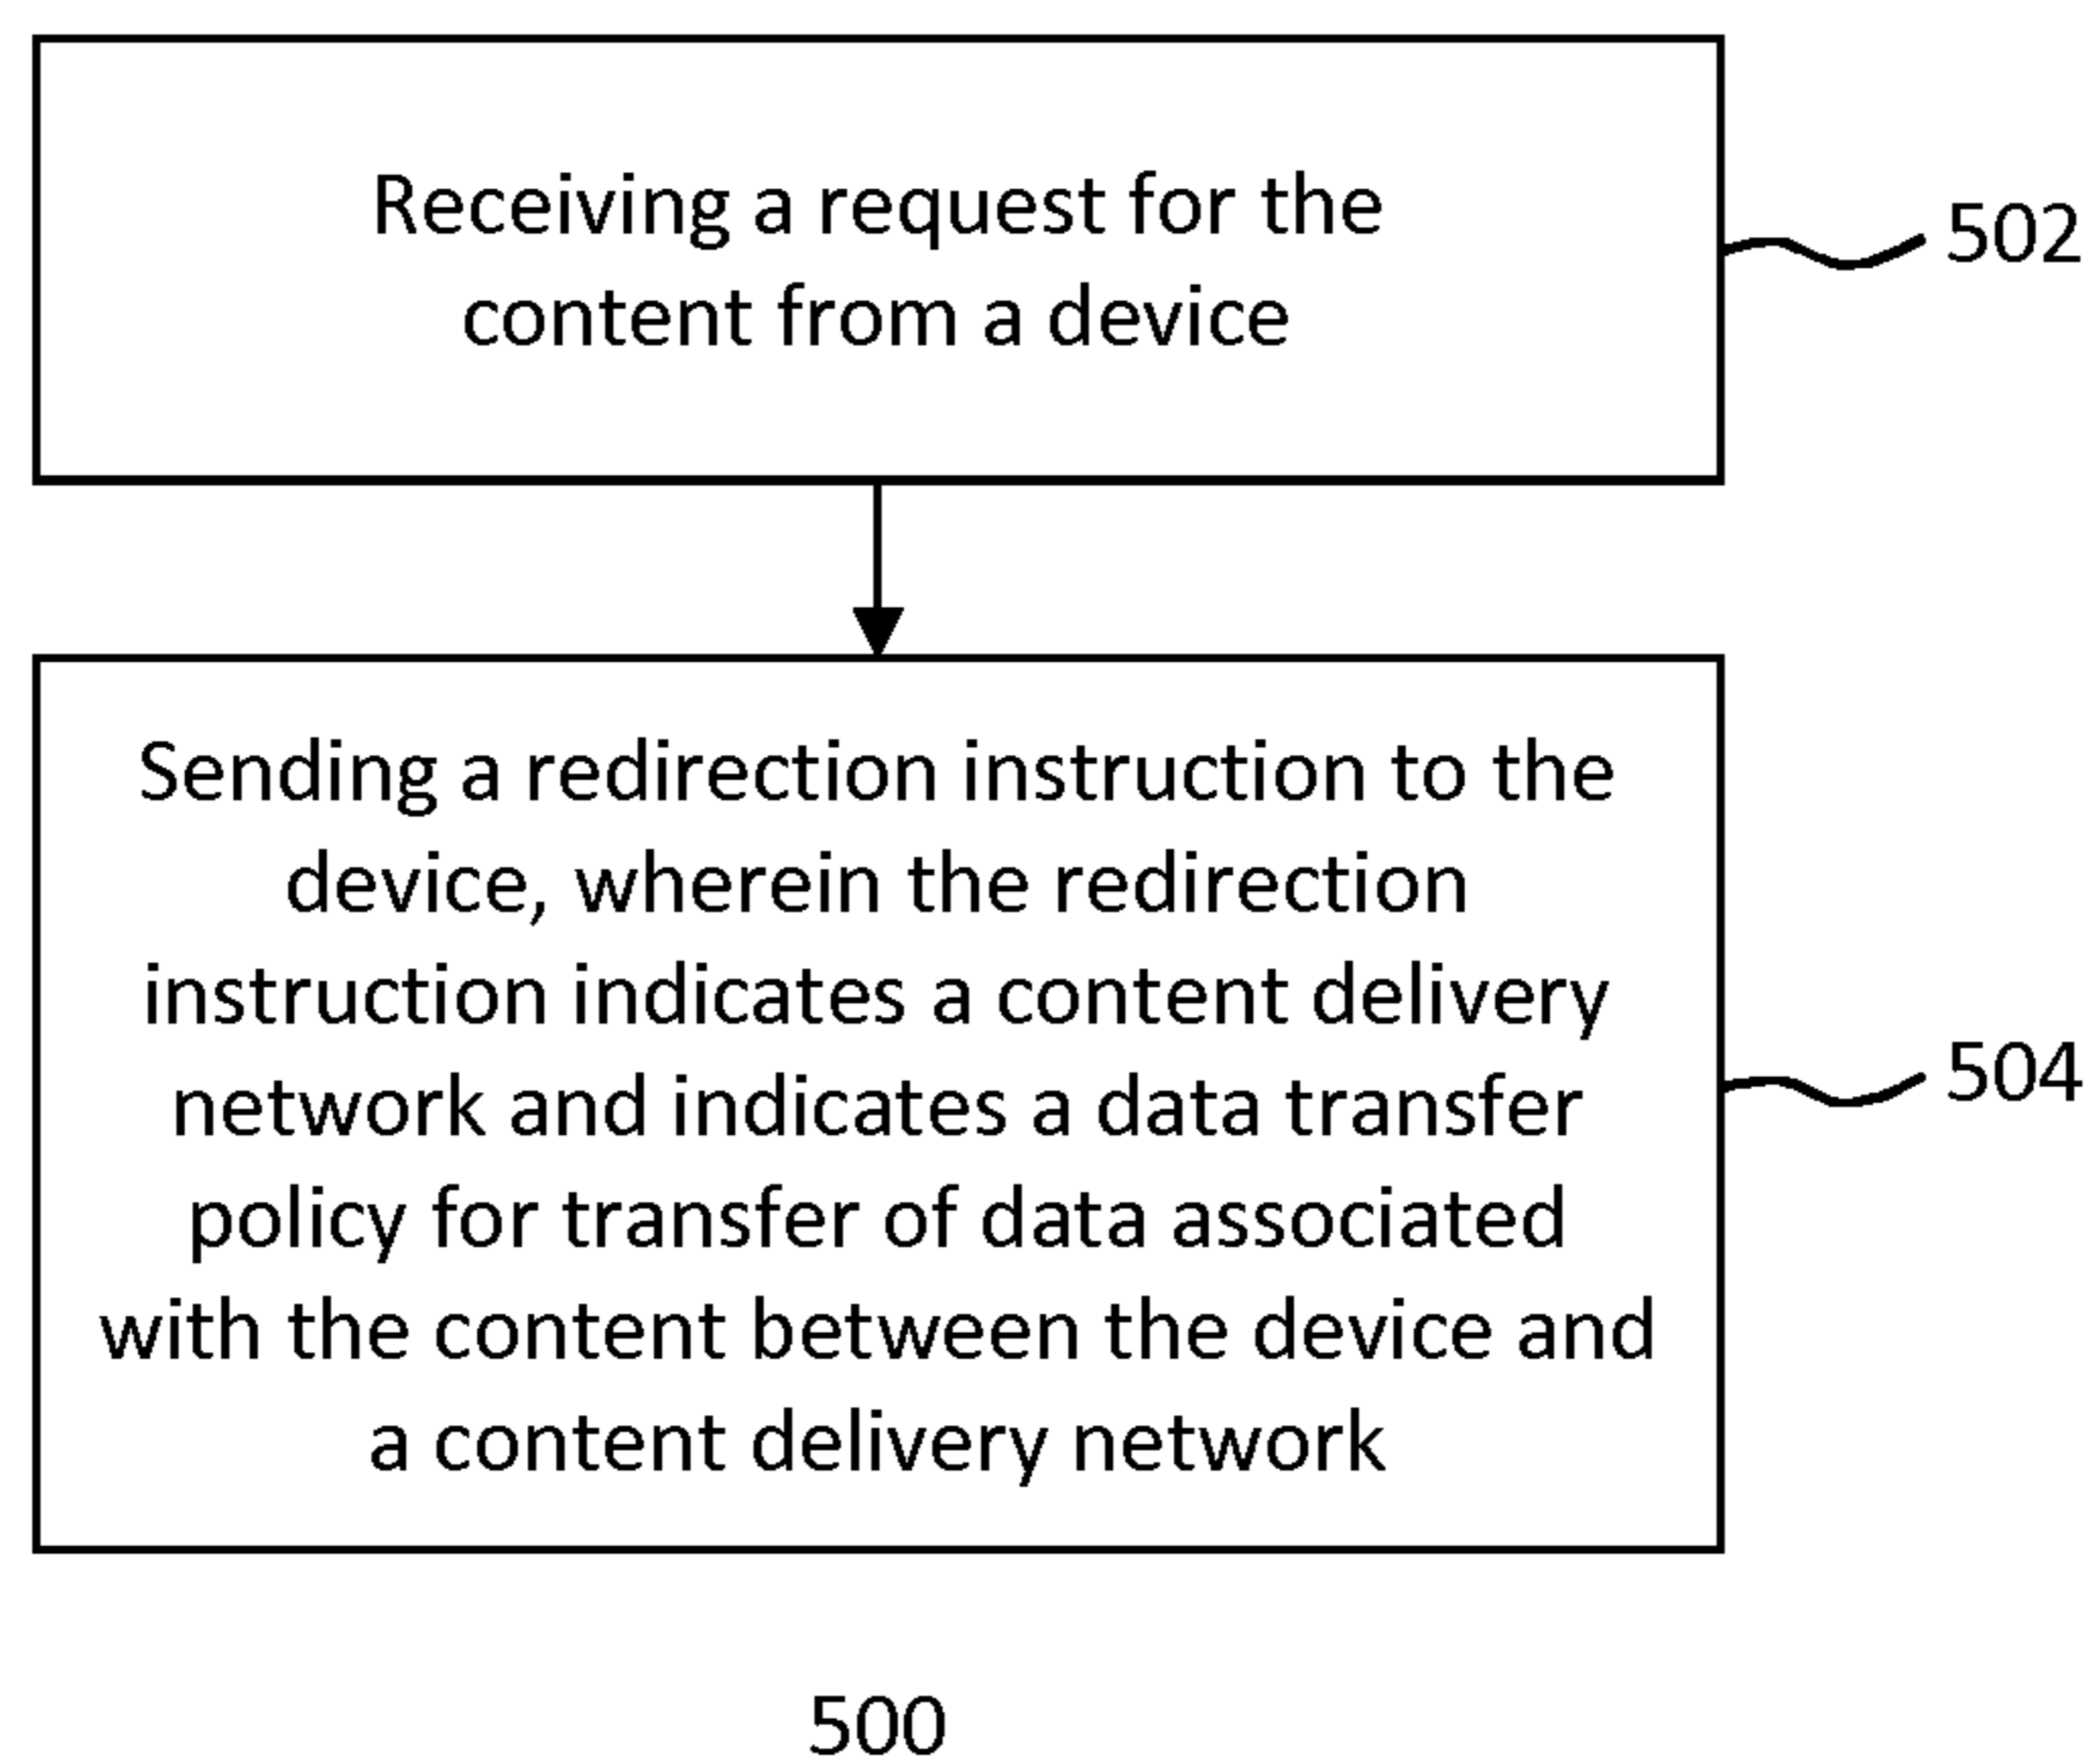 Receiving a request for the
content from a device
502
Sending a redirection instruction to the
device, wherein the redirection
instruction indicates a content delivery
network and indicates a data transfer
policy for transfer of data associated
with the content between the device and
a content delivery network
504
500